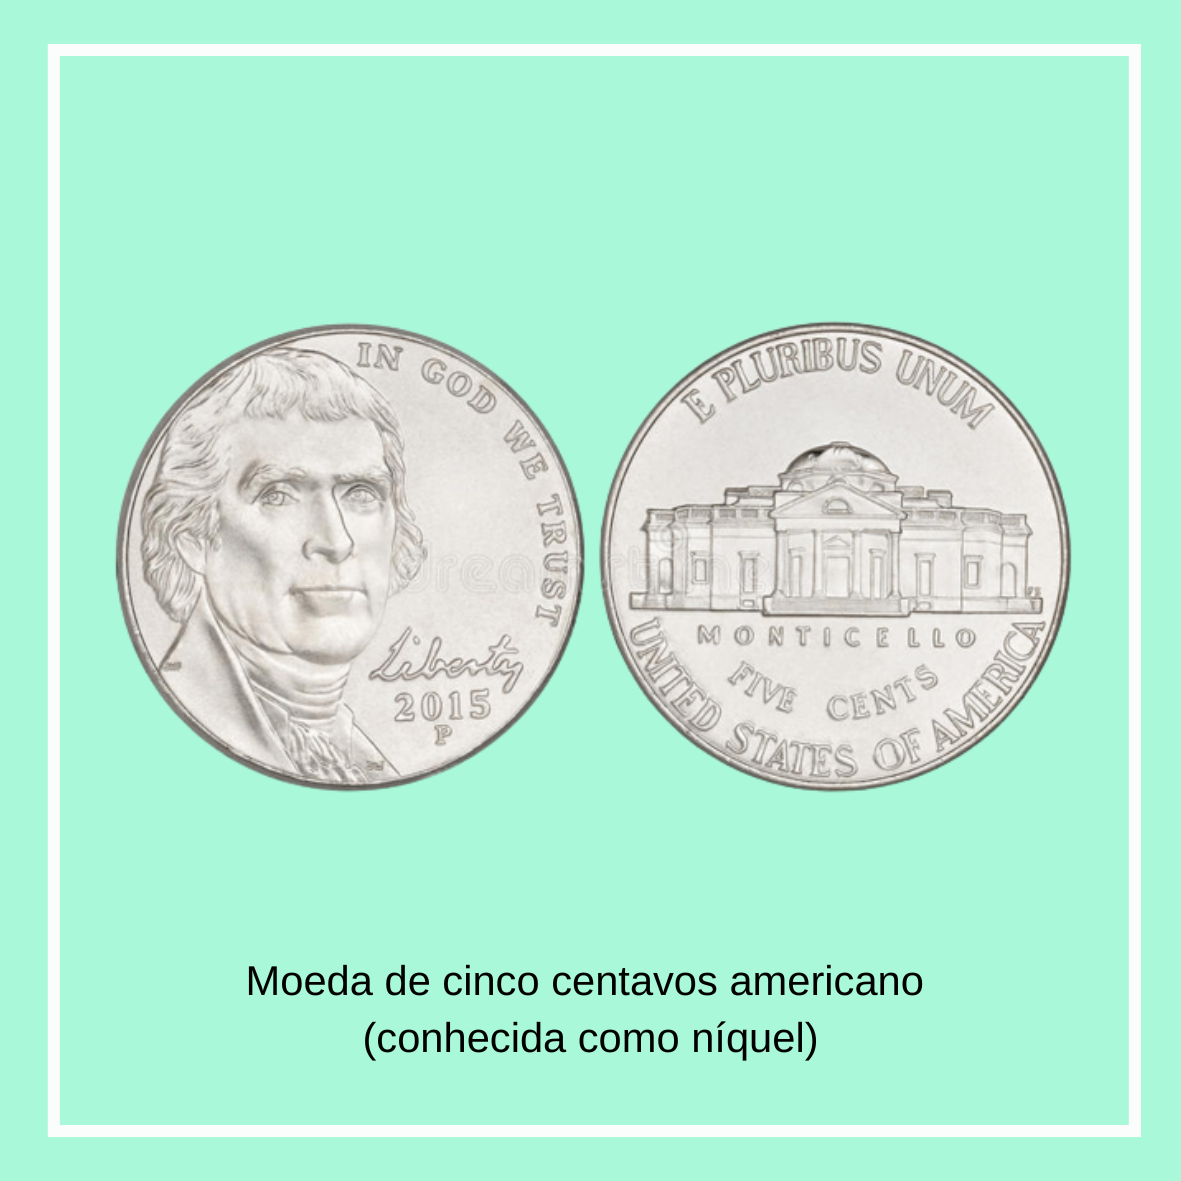 IN GOD WE TRUST
Liberty
2015
P
E PLURIBUS UNUM
MONTICELLO
FIVE CENTS
UNITED STATES OF AMERICA
Moeda de cinco centavos americano
(conhecida como níquel)